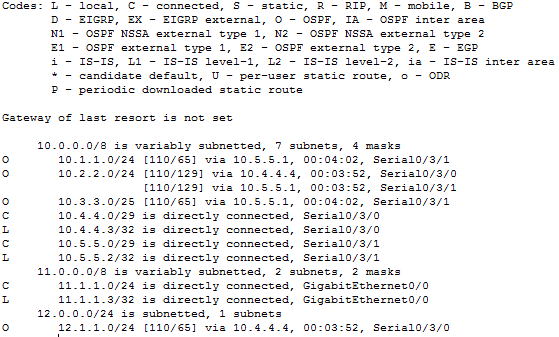 Codes: L - local, C - connected, S - static, R - RIP, M - mobile, B - BGP
D - EIGRP, EX - EIGRP external, O - OSPF, IA - OSPF inter area
N1 - OSPF NSSA external type 1, N2 - OSPF NSSA external type 2
E1 - OSPF external type 1, E2 - OSPF external type 2, E - EGP
i - IS-IS, L1 - IS-IS level-1, L2 - IS-IS level-2, ia - IS-IS inter area
* - candidate default, U - per-user static route, o - ODR
P - periodic downloaded static route
Gateway of last resort is not set
10.0.0.0/8 is variably subnetted, 7 subnets, 4 masks
O 10.1.1.0/24 [110/65] via 10.5.5.1, 00:04:02, Serial0/3/1
O 10.2.2.0/24 [110/129] via 10.4.4.4, 00:03:52, Serial0/3/0
[110/129] via 10.5.5.1, 00:03:52, Serial0/3/1
O 10.3.3.0/25 [110/65] via 10.5.5.1, 00:04:02, Serial0/3/1
C 10.4.4.0/29 is directly connected, Serial0/3/0
L 10.4.4.3/32 is directly connected, Serial0/3/0
C 10.5.5.0/29 is directly connected, Serial0/3/1
L 10.5.5.2/32 is directly connected, Serial0/3/1
11.0.0.0/8 is variably subnetted, 2 subnets, 2 masks
C 11.1.1.0/24 is directly connected, GigabitEthernet0/0
L 11.1.1.3/32 is directly connected, GigabitEthernet0/0
12.0.0.0/24 is subnetted, 1 subnets
O 12.1.1.0/24 [110/65] via 10.4.4.4, 00:03:52, Serial0/3/0